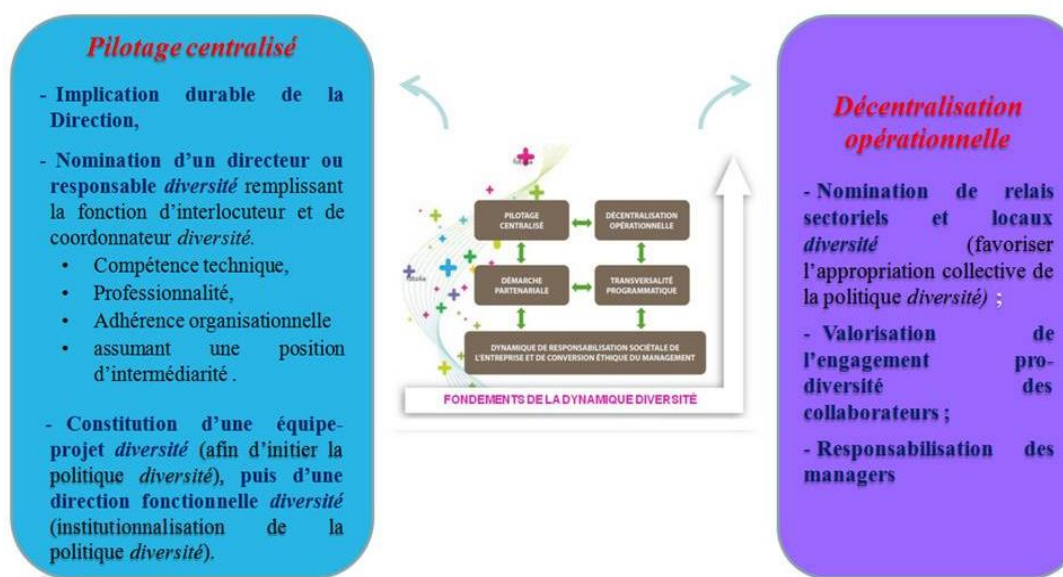 Pilotage centralisé
- Implication durable de la
Direction,
- Nomination d'un directeur ou
responsable diversité remplissant
la fonction d'interlocuteur et de
coordonnateur diversité.
• Compétence technique,
• Professionnalité,
• Adhérence organisationnelle
• assumant une position
d'intermédiarité .
- Constitution d'une équipe-
projet diversité (afin d'initier la
politique diversité), puis d'une
direction fonctionnelle diversité
(institutionnalisation de la
politique diversité).
PILOTAGE
CENTRALISÉ
DÉCENTRALISATION
OPÉRATIONNELLE
DÉMARCHE
PARTENARIALE
TRANSVERSALITÉ
PROGRAMMATIQUE
DYNAMIQUE DE RESPONSABILISATION SOCIÉTALE DE
L'ENTREPRISE ET DE CONVERSION ÉTHIQUE DU MANAGEMENT
FONDEMENTS DE LA DYNAMIQUE DIVERSITÉ
Décentralisation
opérationnelle
- Nomination de relais
sectoriels et locaux
diversité (favoriser
l'appropriation collective de
la politique diversité) ;
- Valorisation de
l'engagement pro-
diversité des
collaborateurs ;
- Responsabilisation des
managers